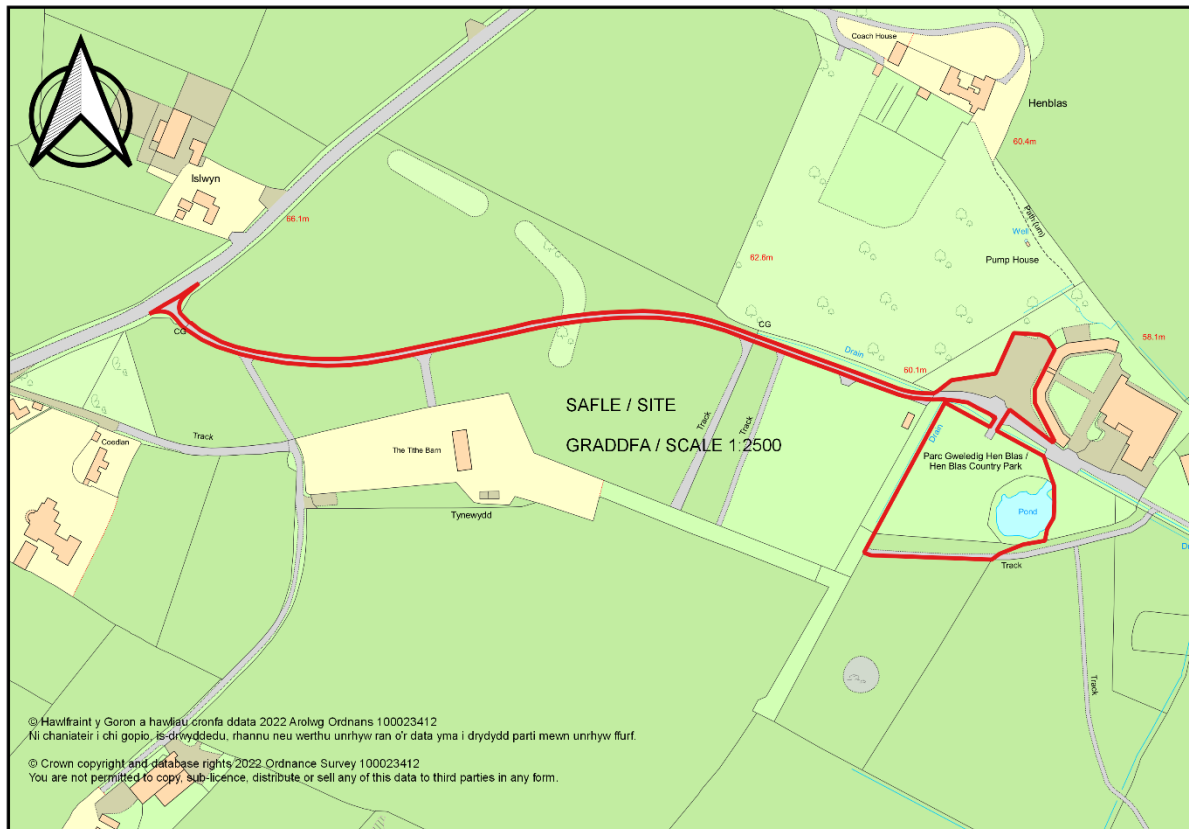 Coach House
Henblas
60.4m
Islwyn
66.1m
Path (um)
Well
Pump House
62.6m
CG
CG
Drain
58.1m
60.1m
SAFLE / SITE
GRADDFA / SCALE 1:2500
Track
Track
Track
Coedlan
The Tithe Barn
Tynewydd
Drain
Parc Gweledig Hen Blas /
Hen Blas Country Park
Pond
Track
Track
© Hawlfraint y Goron a hawliau cronfa ddata 2022 Arolwg Ordnans 100023412
Ni chaniateir i chi gopio, is-drwyddedu, rhannu neu werthu unrhyw ran o'r data yma i drydydd parti mewn unrhyw ffurf.
© Crown copyright and database rights 2022 Ordnance Survey 100023412
You are not permitted to copy, sub-licence, distribute or sell any of this data to third parties in any form.